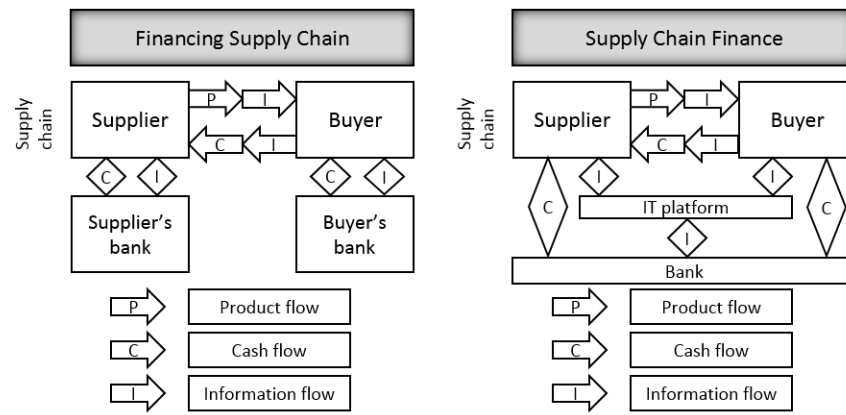 Financing Supply Chain
Supply
chain
Supplier
P
I
Buyer
C
I
C
I
C
I
Supplier's
bank
Buyer's
bank
P
Product flow
C
Cash flow
I
Information flow
Supply Chain Finance
Supply
chain
Supplier
P
I
Buyer
C
I
C
I
I
C
IT platform
I
Bank
P
Product flow
C
Cash flow
I
Information flow